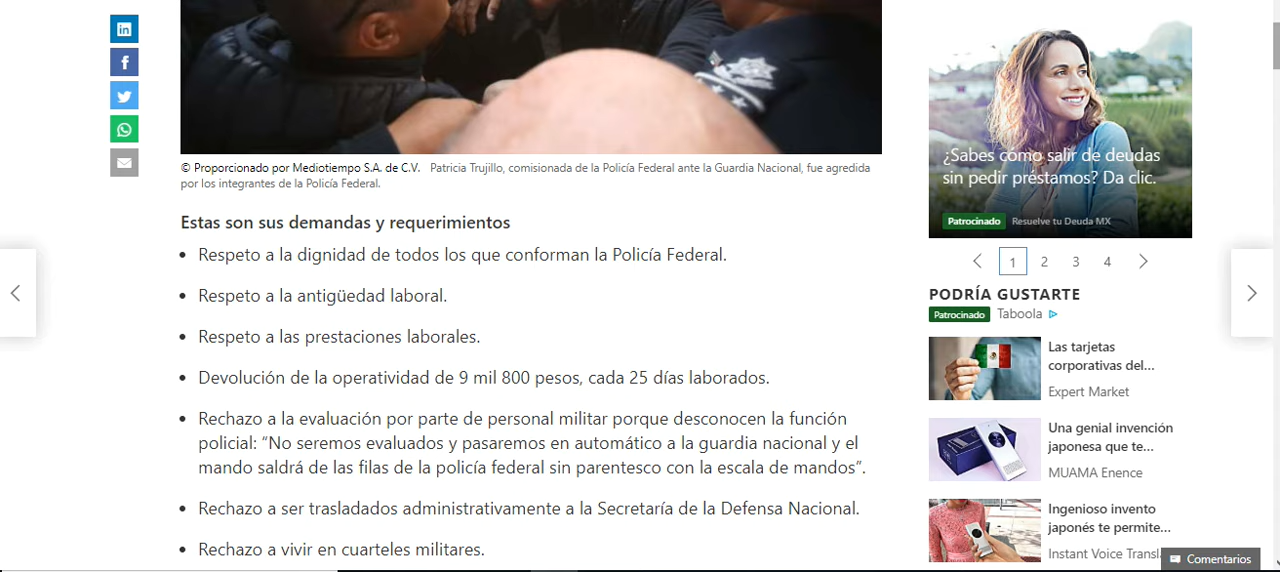 © Proporcionado por Mediotiempo S.A. de C.V. Patricia Trujillo, comisionada de la Policía Federal ante la Guardia Nacional, fue agredida
por los integrantes de la Policía Federal.
Estas son sus demandas y requerimientos
• Respeto a la dignidad de todos los que conforman la Policía Federal.
• Respeto a la antigüedad laboral.
• Respeto a las prestaciones laborales.
• Devolución de la operatividad de 9 mil 800 pesos, cada 25 días laborados.
• Rechazo a la evaluación por parte de personal militar porque desconocen la función
policial: “No seremos evaluados y pasaremos en automático a la guardia nacional y el
mando saldrá de las filas de la policía federal sin parentesco con la escala de mandos”.
• Rechazo a ser trasladados administrativamente a la Secretaría de la Defensa Nacional.
• Rechazo a vivir en cuarteles militares.
¿Sabes cómo salir de deudas
sin pedir préstamos? Da clic.
Patrocinado Resuelve tu Deuda MX
1 2 3 4
PODRÍA GUSTARTE
Patrocinado Taboola
Las tarjetas
corporativas del...
Expert Market
Una genial invención
japonesa que te...
MUAMA Enence
Ingenioso invento
japonés te permite...
Instant Voice Transl
Comentarios